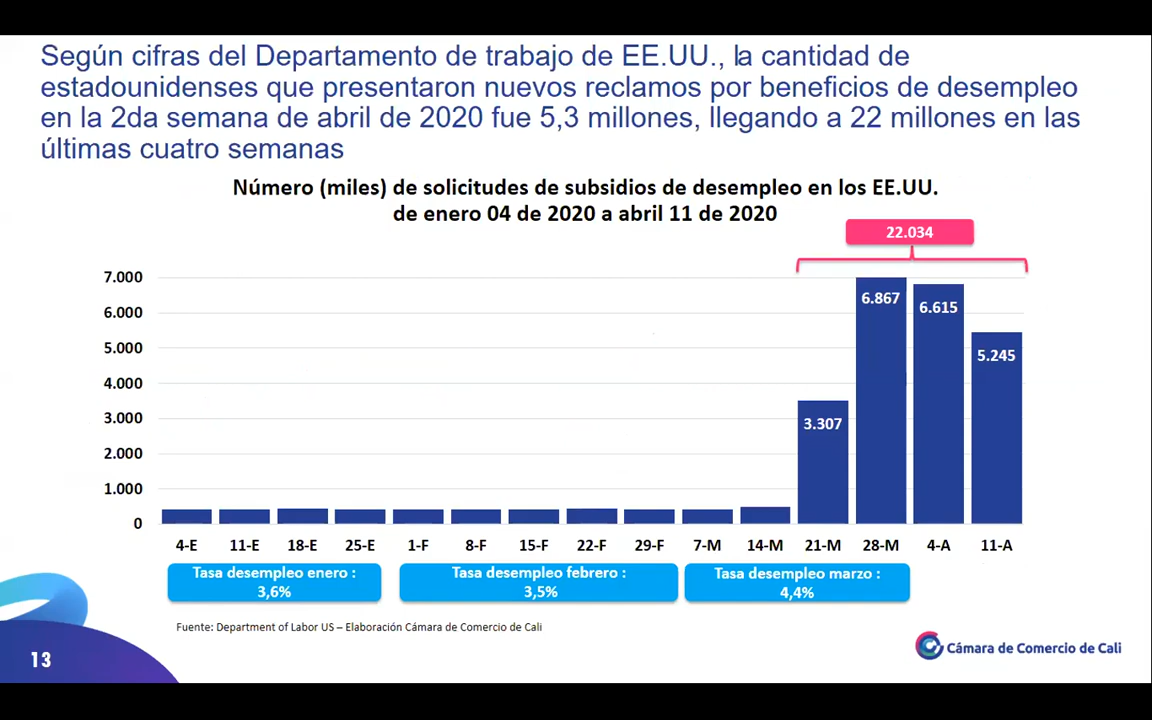 Según cifras del Departamento de trabajo de EE.UU., la cantidad de
estadounidenses que presentaron nuevos reclamos por beneficios de desempleo
en la 2da semana de abril de 2020 fue 5,3 millones, llegando a 22 millones en las
últimas cuatro semanas
Número (miles) de solicitudes de subsidios de desempleo en los EE.UU.
de enero 04 de 2020 a abril 11 de 2020
22.034
7.000
6.000
5.000
4.000
3.000
2.000
1.000
0
3.307
6.867
6.615
5.245
4-E 11-E 18-E 25-E 1-F 8-F 15-F 22-F 29-F 7-M 14-M 21-M 28-M 4-A 11-A
Tasa desempleo enero :
3,6%
Tasa desempleo febrero :
3,5%
Tasa desempleo marzo :
4,4%
Fuente: Department of Labor US – Elaboración Cámara de Comercio de Cali
13
Cámara de Comercio de Cali